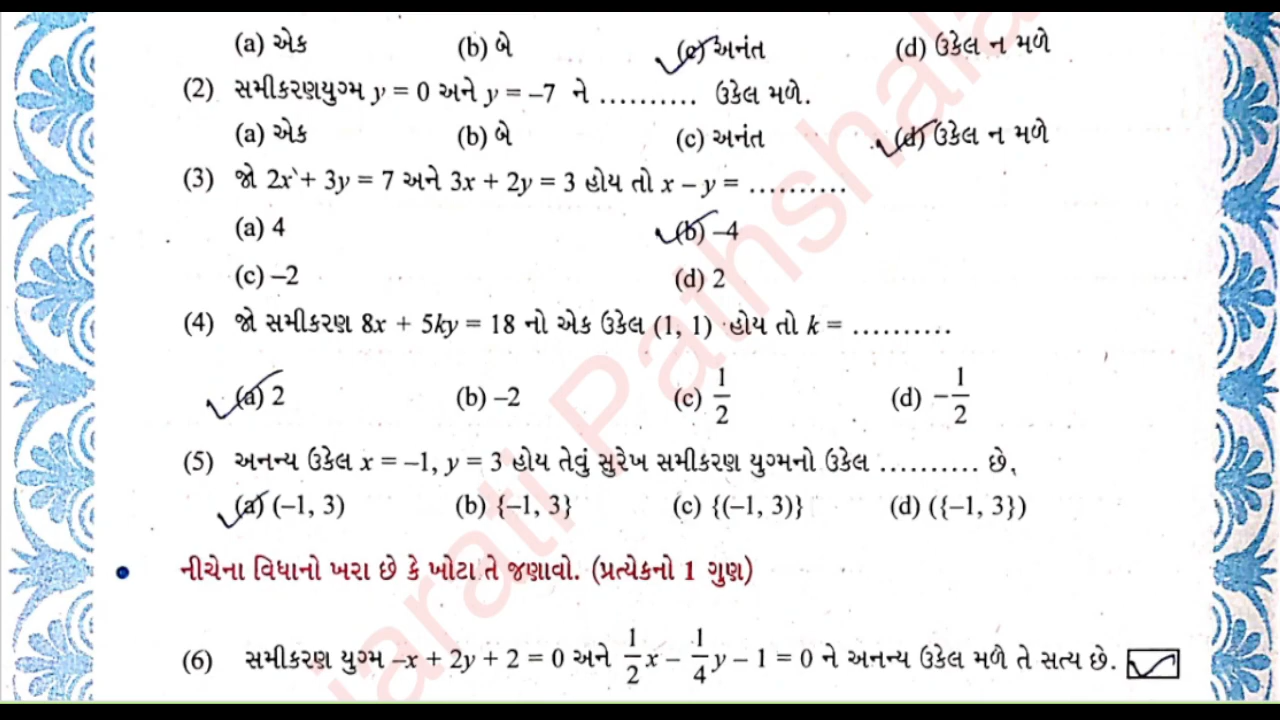 (a) એક (b) બે (c) અનંત (d) ઉકેલ ન મળે
(2) સમીકરણયુગ્મ y = 0 અને y = –7 ને .......... ઉકેલ મળે.
(a) એક (b) બે (c) અનંત (d) ઉકેલ ન મળે
(3) જો 2x + 3y = 7 અને 3x + 2y = 3 હોય તો x – y = ..........
(a) 4 (b) –4
(c) –2 (d) 2
(4) જો સમીકરણ 8x + 5ky = 18 નો એક ઉકેલ (1, 1) હોય તો k = ..........
(a) 2 (b) –2 (c) 1/2 (d) –1/2
(5) અનન્ય ઉકેલ x = –1, y = 3 હોય તેવું સુરેખ સમીકરણ યુગ્મનો ઉકેલ .......... છે.
(a) (–1, 3) (b) {–1, 3} (c) {(–1, 3)} (d) ({–1, 3})
• નીચેના વિધાનો ખરા છે કે ખોટા તે જણાવો. (પ્રત્યેકનો 1 ગુણ)
(6) સમીકરણ યુગ્મ –x + 2y + 2 = 0 અને 1/2 x – 1/4 y – 1 = 0 ને અનન્ય ઉકેલ મળે તે સત્ય છે. ✓
jarati Pathshala